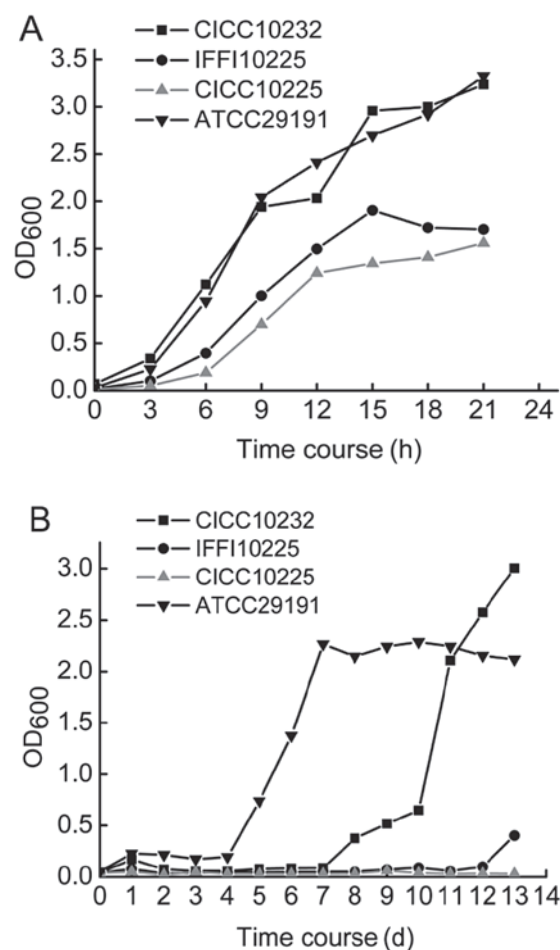 A
CICC10232
IFFI10225
CICC10225
ATCC29191
3.5
3.0
2.5
2.0
1.5
1.0
0.5
0.0
OD600
0 3 6 9 12 15 18 21 24
Time course (h)
B
CICC10232
IFFI10225
CICC10225
ATCC29191
3.0
2.5
2.0
1.5
1.0
0.5
0.0
OD600
0 1 2 3 4 5 6 7 8 9 10 11 12 13 14
Time course (d)